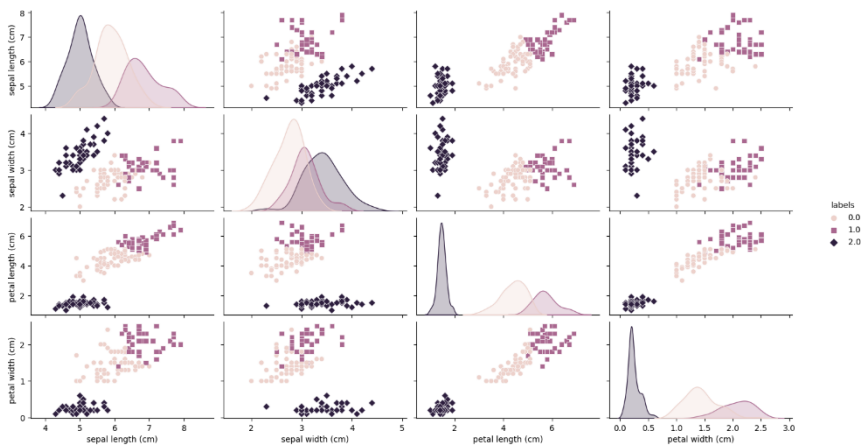 8
7
6
5
sepal length (cm)
4
3
2
sepal width (cm)
6
4
2
petal length (cm)
2
1
0
petal width (cm)
4 5 6 7 8
sepal length (cm)
2 3 4 5
sepal width (cm)
2 4 6
petal length (cm)
0.0 0.5 1.0 1.5 2.0 2.5 3.0
petal width (cm)
labels
0.0
1.0
2.0